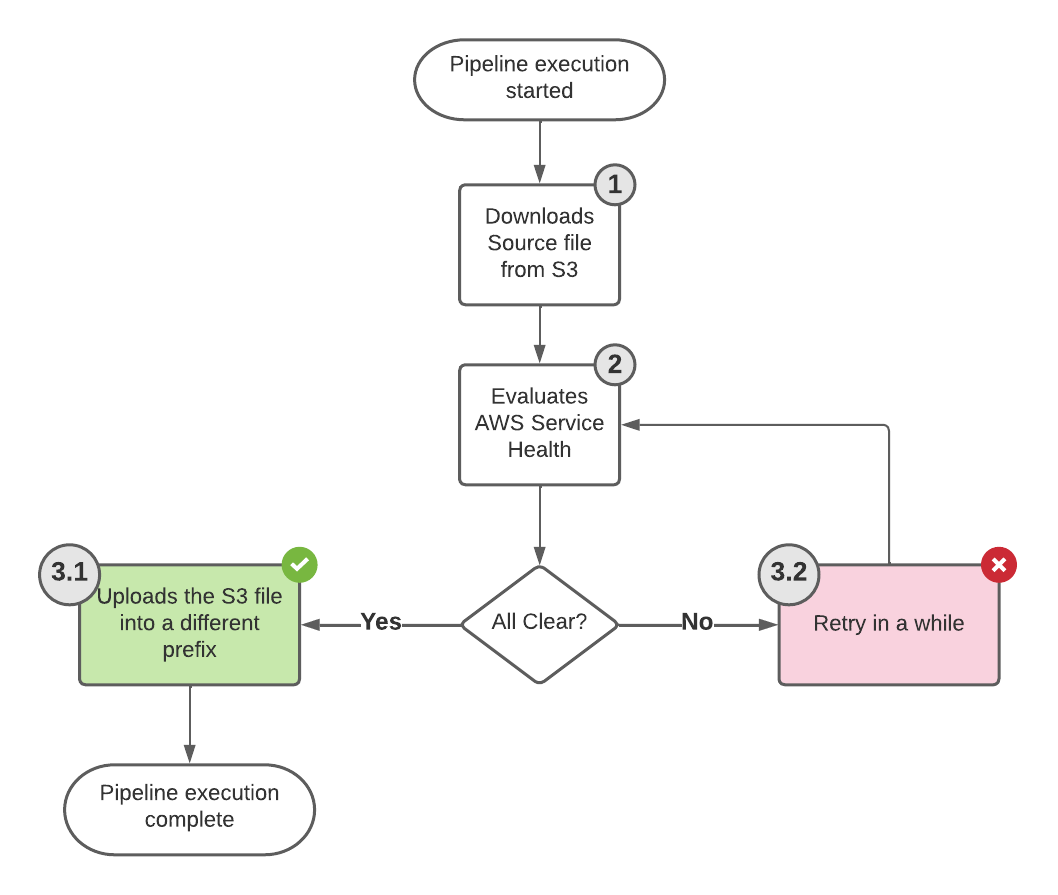 Pipeline execution
started
1
Downloads
Source file
from S3
2
Evaluates
AWS Service
Health
3.1
Uploads the S3 file
into a different
prefix
Yes
All Clear?
No
3.2
Retry in a while
Pipeline execution
complete